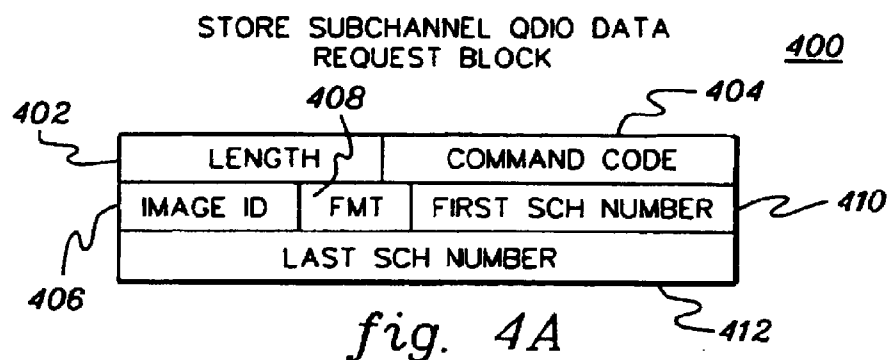 STORE SUBCHANNEL QDIO DATA
REQUEST BLOCK
400
402
408
404
LENGTH COMMAND CODE
IMAGE ID FMT FIRST SCH NUMBER
410
LAST SCH NUMBER
406
412
fig. 4A